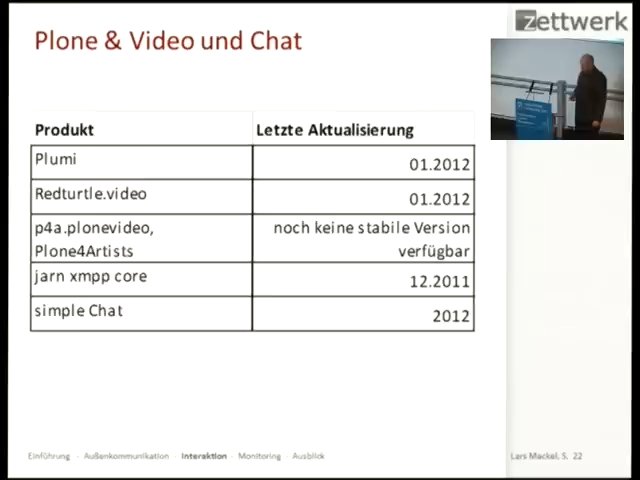 zettwerk
Plone & Video und Chat
Produkt Letzte Aktualisierung
Plumi 01.2012
Redturtle.video 01.2012
p4a.plonevideo, noch keine stabile Version
Plone4Artists verfügbar
jarn xmpp core 12.2011
simple Chat 2012
Einführung - Außenkommunikation - Interaktion - Monitoring - Ausblick Lars Mackel, S. 22